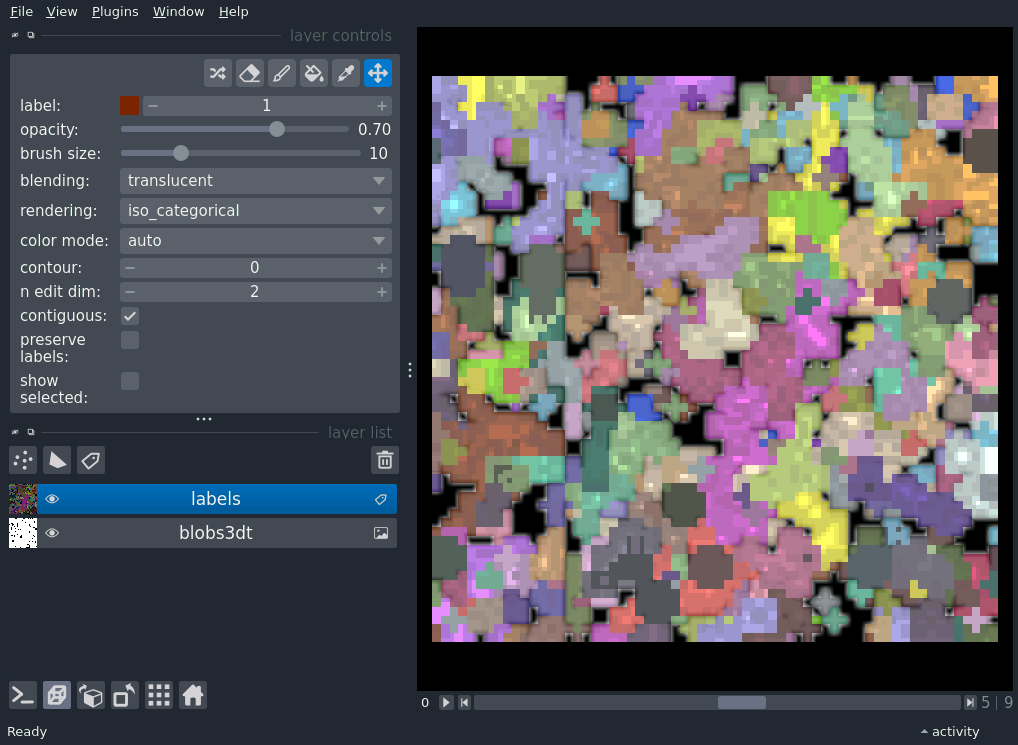 File View Plugins Window Help
layer controls
label: 1
opacity: 0.70
brush size: 10
blending: translucent
rendering: iso_categorical
color mode: auto
contour: 0
n edit dim: 2
contiguous:
preserve
labels:
show
selected:
layer list
labels
blobs3dt
0 5 | 9
Ready activity